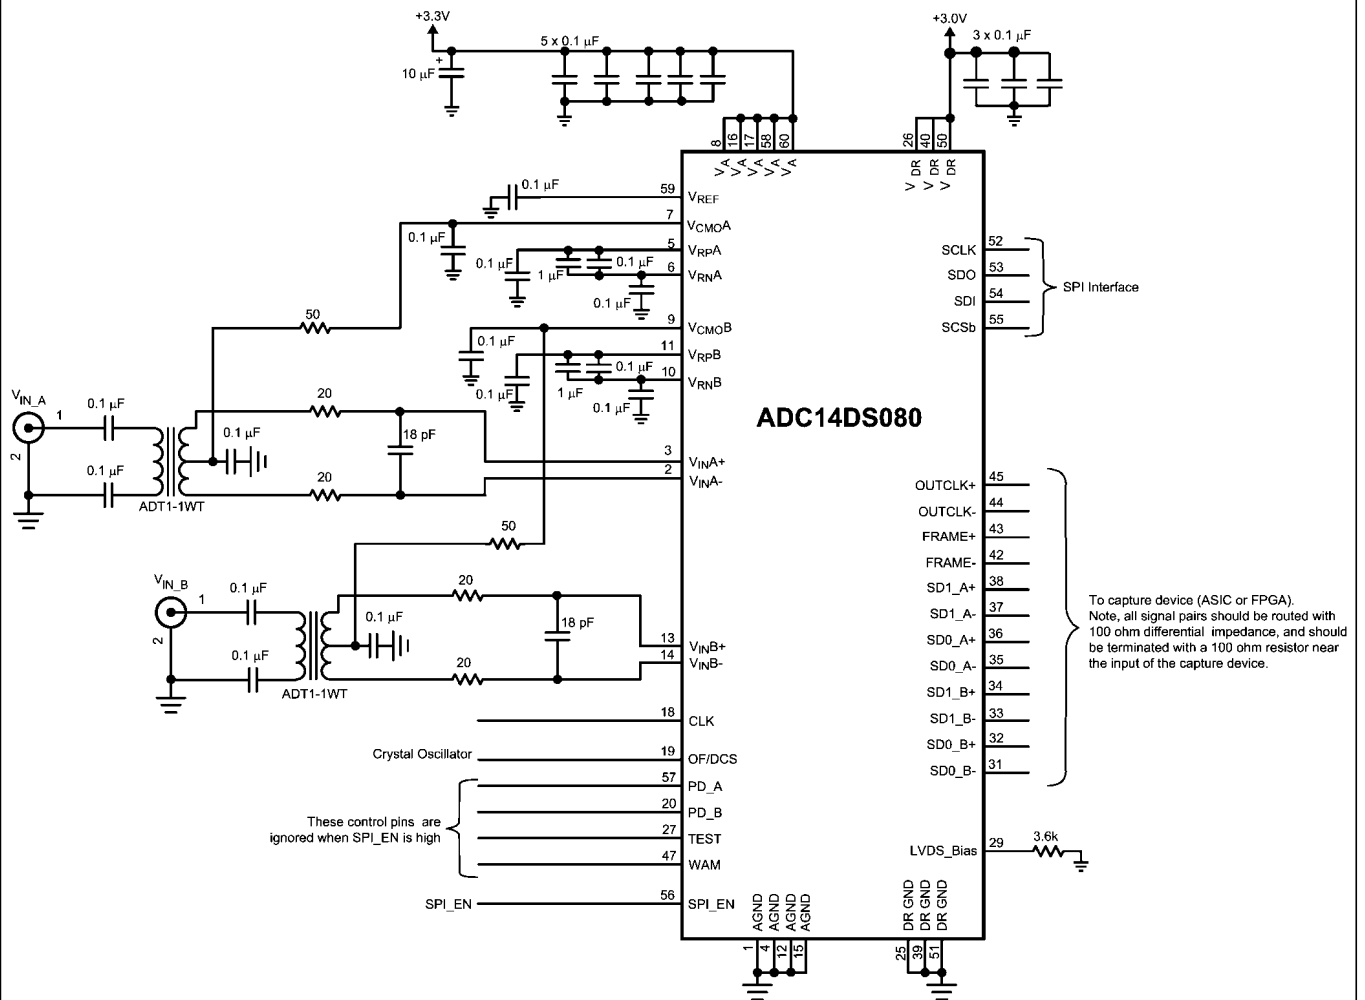 +3.3V
+3.0V
5 x 0.1 µF
3 x 0.1 µF
+
10 µF
8
16
17
58
60
26
40
50
VA
VA
VA
VA
VA
V DR
V DR
V DR
0.1 µF
59
VREF
7
VCMOA
0.1 µF
5
VRPA
0.1 µF
1 µF
0.1 µF
6
VRNA
0.1 µF
50
9
VCMOB
0.1 µF
11
VRPB
0.1 µF
1 µF
0.1 µF
10
VRNB
0.1 µF
SCLK
52
SDO
53
SDI
54
SCSb
55
SPI Interface
ADC14DS080
VIN_A
1
2
0.1 µF
0.1 µF
0.1 µF
ADT1-1WT
20
18 pF
20
3
VINA+
2
VINA-
50
VIN_B
1
2
0.1 µF
0.1 µF
0.1 µF
ADT1-1WT
20
18 pF
20
13
VINB+
14
VINB-
OUTCLK+
45
OUTCLK-
44
FRAME+
43
FRAME-
42
SD1_A+
38
SD1_A-
37
SD0_A+
36
SD0_A-
35
SD1_B+
34
SD1_B-
33
SD0_B+
32
SD0_B-
31
To capture device (ASIC or FPGA).
Note, all signal pairs should be routed with
100 ohm differential impedance, and should
be terminated with a 100 ohm resistor near
the input of the capture device.
18
CLK
Crystal Oscillator
19
OF/DCS
57
PD_A
20
PD_B
These control pins are
ignored when SPI_EN is high
27
TEST
47
WAM
SPI_EN
56
SPI_EN
LVDS_Bias
29
3.6k
AGND
AGND
AGND
AGND
DR GND
DR GND
DR GND
1
4
12
15
25
39
51